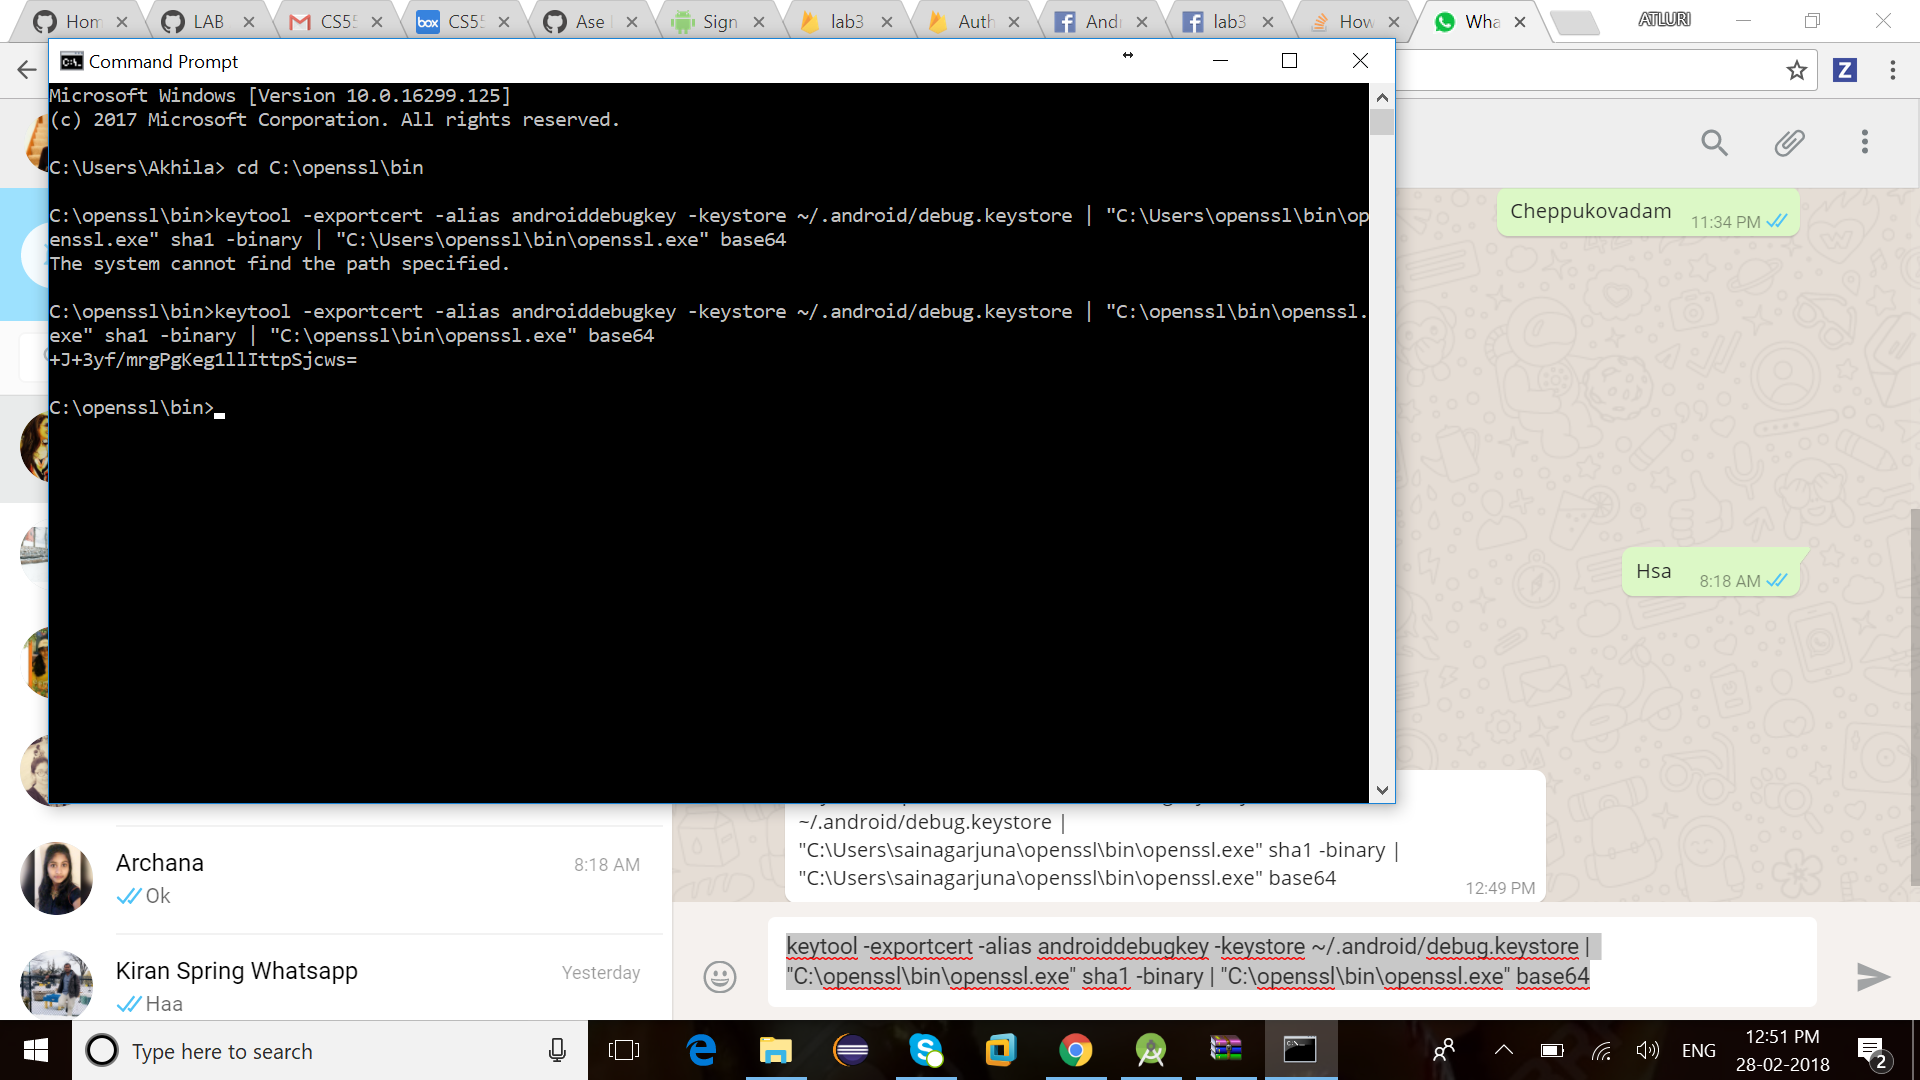 Hom
LAB
CS55
CS55
Ase
Sign
lab3
Auth
Andr
lab3
How
Wha
ATLURI
Command Prompt
Z
Microsoft Windows [Version 10.0.16299.125]
(c) 2017 Microsoft Corporation. All rights reserved.
C:\Users\Akhila> cd C:\openssl\bin
C:\openssl\bin>keytool -exportcert -alias androiddebugkey -keystore ~/.android/debug.keystore | "C:\Users\openssl\bin\op
enssl.exe" sha1 -binary | "C:\Users\openssl\bin\openssl.exe" base64
The system cannot find the path specified.
C:\openssl\bin>keytool -exportcert -alias androiddebugkey -keystore ~/.android/debug.keystore | "C:\openssl\bin\openssl.
exe" sha1 -binary | "C:\openssl\bin\openssl.exe" base64
+J+3yf/mrgPgKeg1llIttpSjcws=
C:\openssl\bin>
Cheppukovadam
11:34 PM
Hsa
8:18 AM
~/.android/debug.keystore |
"C:\Users\sainagarjuna\openssl\bin\openssl.exe" sha1 -binary |
"C:\Users\sainagarjuna\openssl\bin\openssl.exe" base64
12:49 PM
Archana
8:18 AM
Ok
Kiran Spring Whatsapp
Yesterday
Haa
keytool -exportcert -alias androiddebugkey -keystore ~/.android/debug.keystore |
"C:\openssl\bin\openssl.exe" sha1 -binary | "C:\openssl\bin\openssl.exe" base64
Type here to search
ENG
12:51 PM
28-02-2018
2